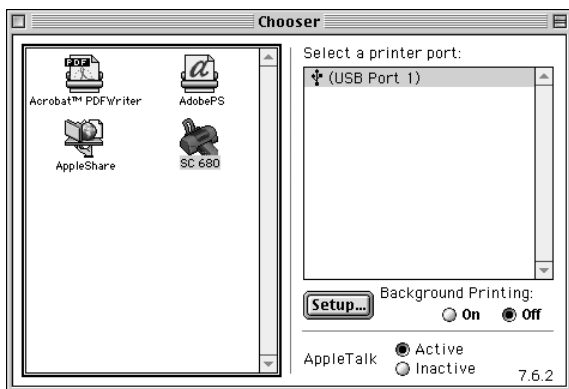 Chooser
PDF
Acrobat™ PDFWriter
a
AdobePS
AppleShare
SC 680
Select a printer port:
(USB Port 1)
Setup...
Background Printing:
On Off
AppleTalk
Active
Inactive
7.6.2